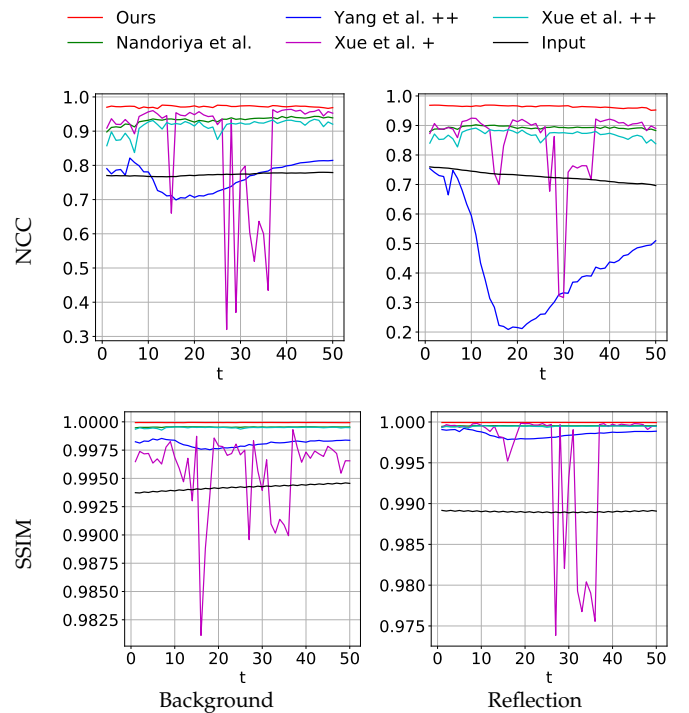 Ours Yang et al. ++ Xue et al. ++
Nandoriya et al. Xue et al. + Input
1.0 1.0
0.9 0.9
0.8 0.8
0.7 0.7
0.6 0.6
0.5 0.5
0.4 0.4
0.3 0.3
0.2
NCC
0 10 20 30 40 50 0 10 20 30 40 50
t t
1.0000 1.000
0.9975 0.995
0.9950 0.990
0.9925 0.985
0.9900 0.980
0.9875 0.975
0.9850
0.9825
SSIM
0 10 20 30 40 50 0 10 20 30 40 50
t t
Background Reflection